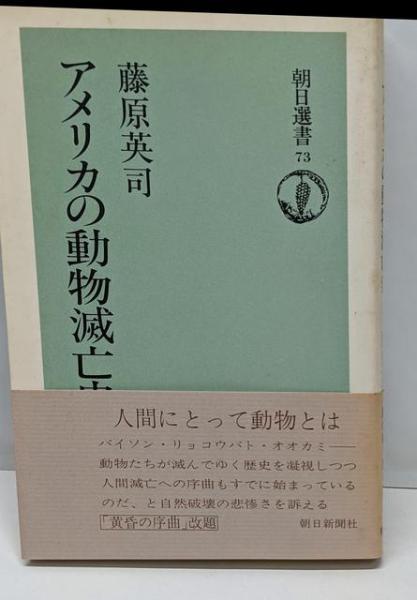 朝日選書
73
藤原英司
アメリカの動物滅亡史
人間にとって動物とは
バイソン・リョコウバト・オオカミ――
動物たちが滅んでゆく歴史を凝視しつつ
人間滅亡への序曲もすでに始まっている
のだ、と自然破壊の悲惨さを訴える
「黄昏の序曲」改題
朝日新聞社